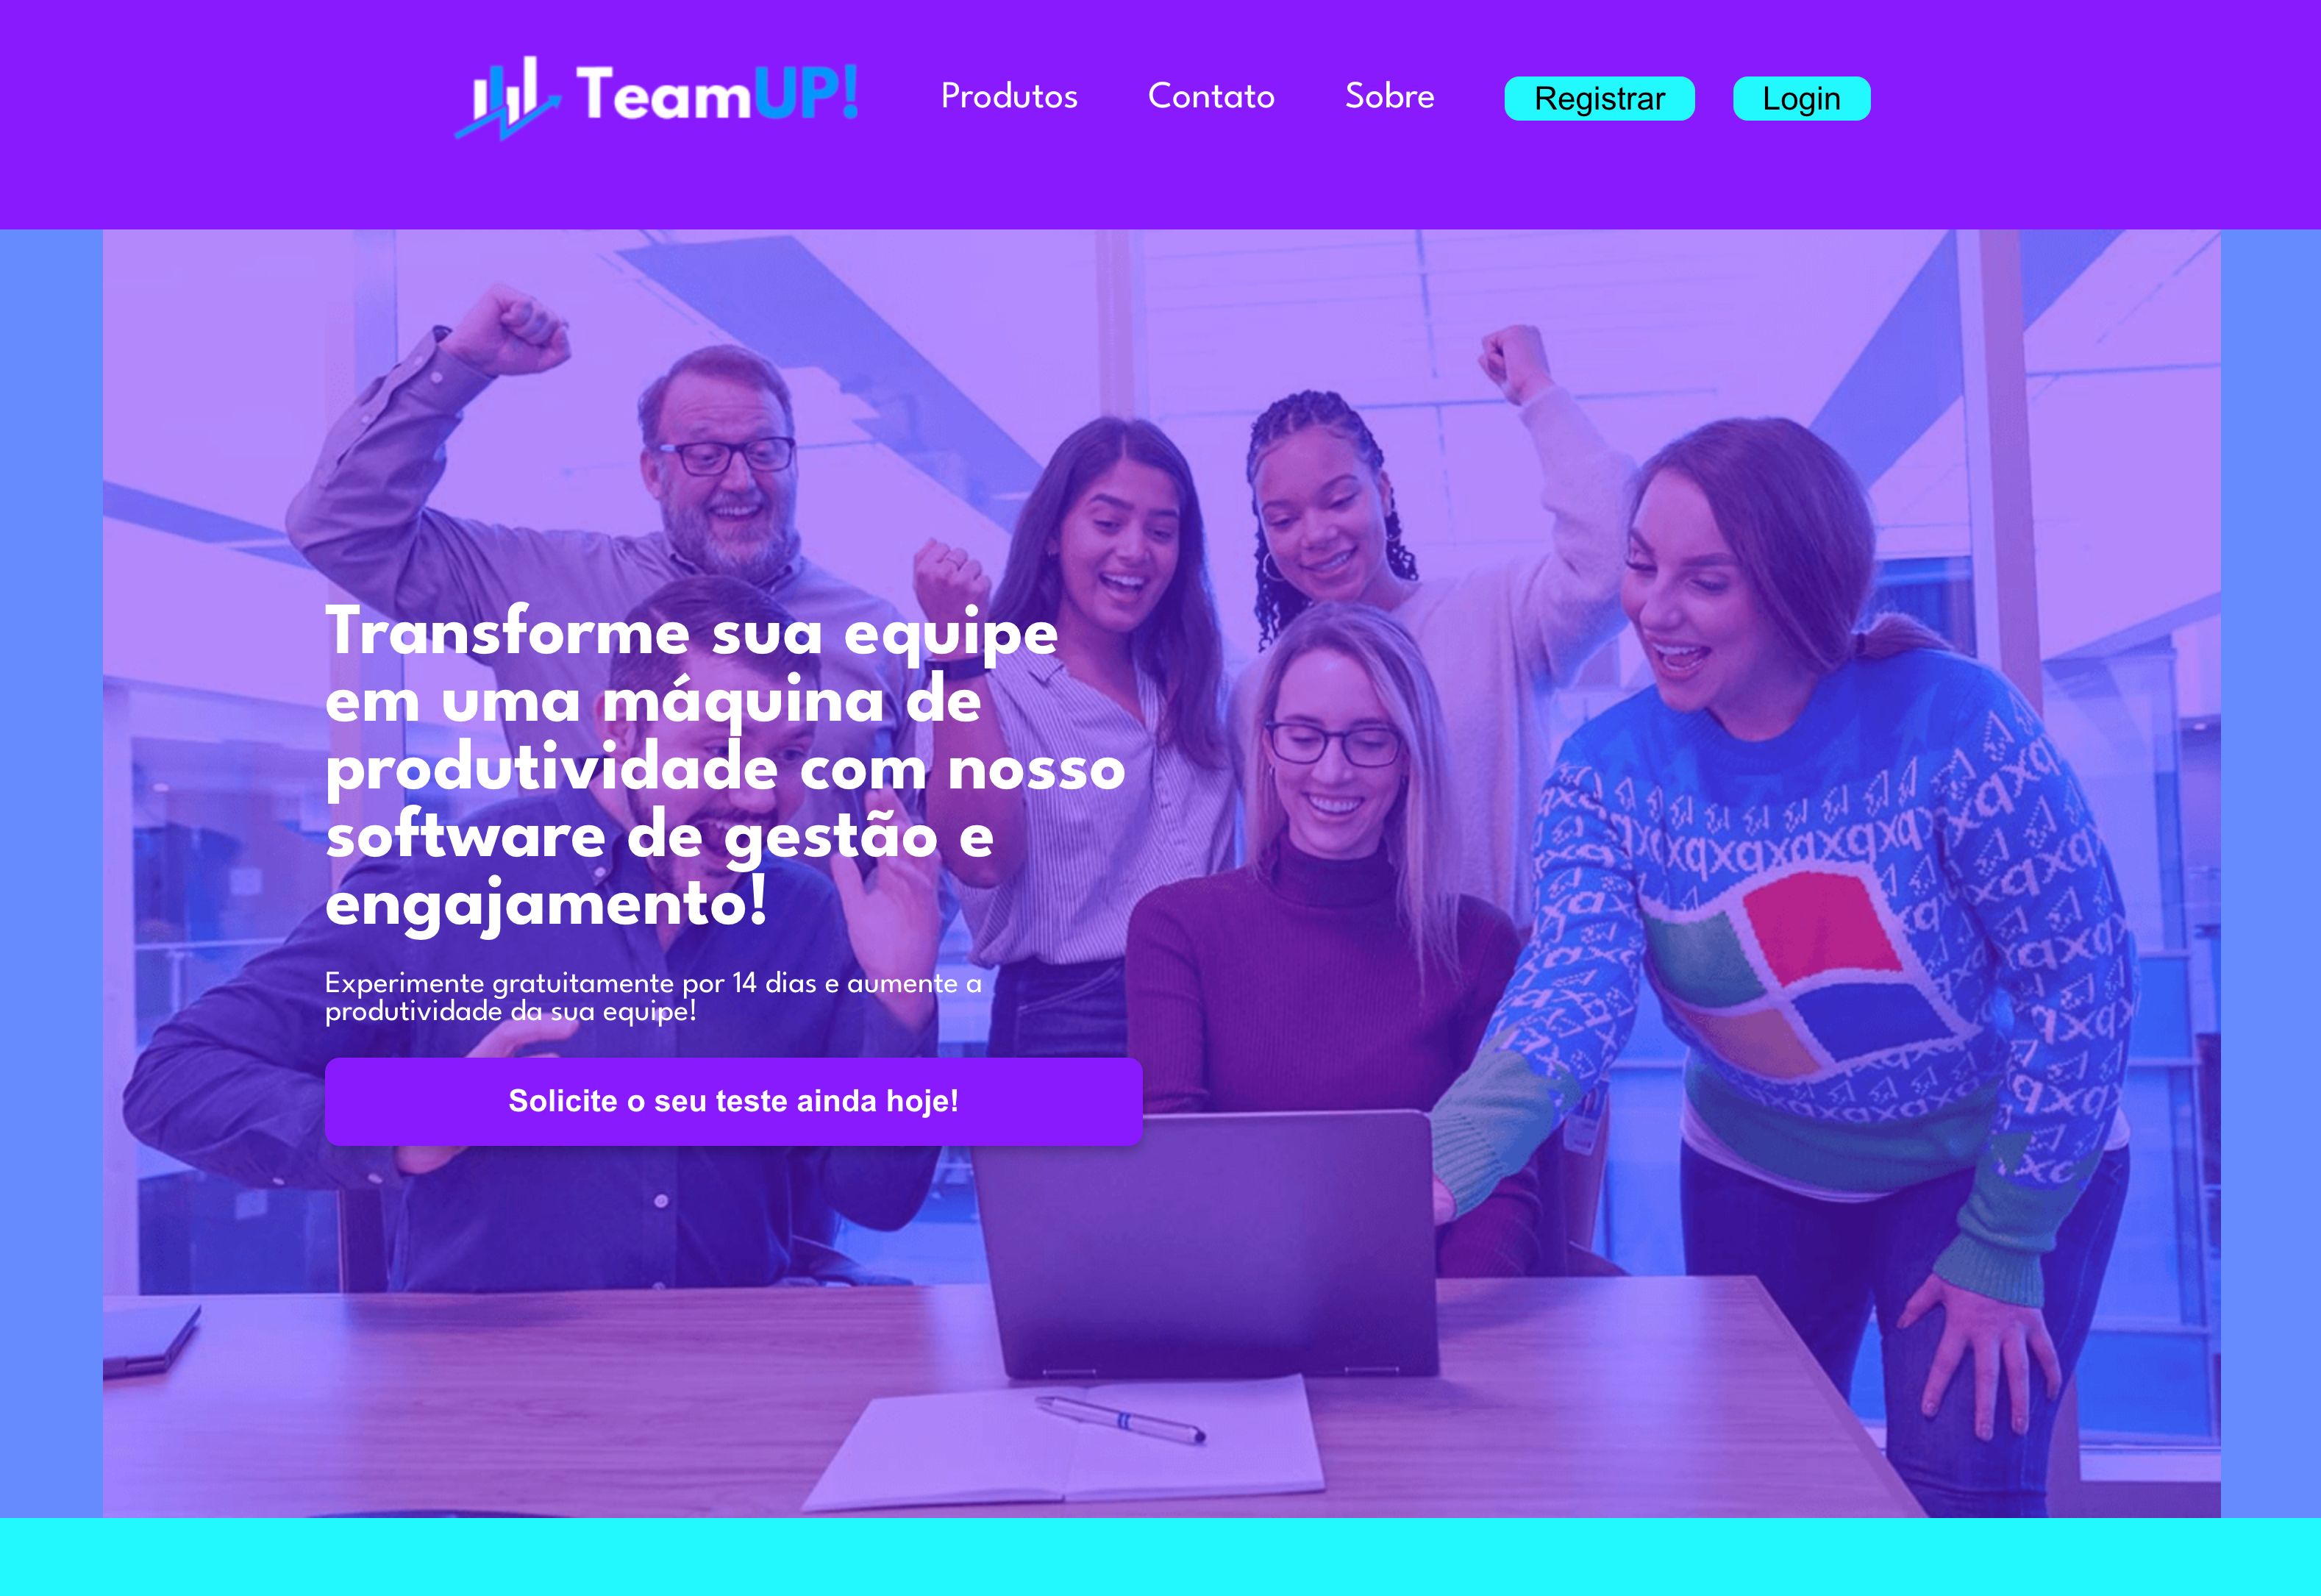 TeamUP!
Produtos
Contato
Sobre
Registrar
Login
Transforme sua equipe
em uma máquina de
produtividade com nosso
software de gestão e
engajamento!
Experimente gratuitamente por 14 dias e aumente a
produtividade da sua equipe!
Solicite o seu teste ainda hoje!